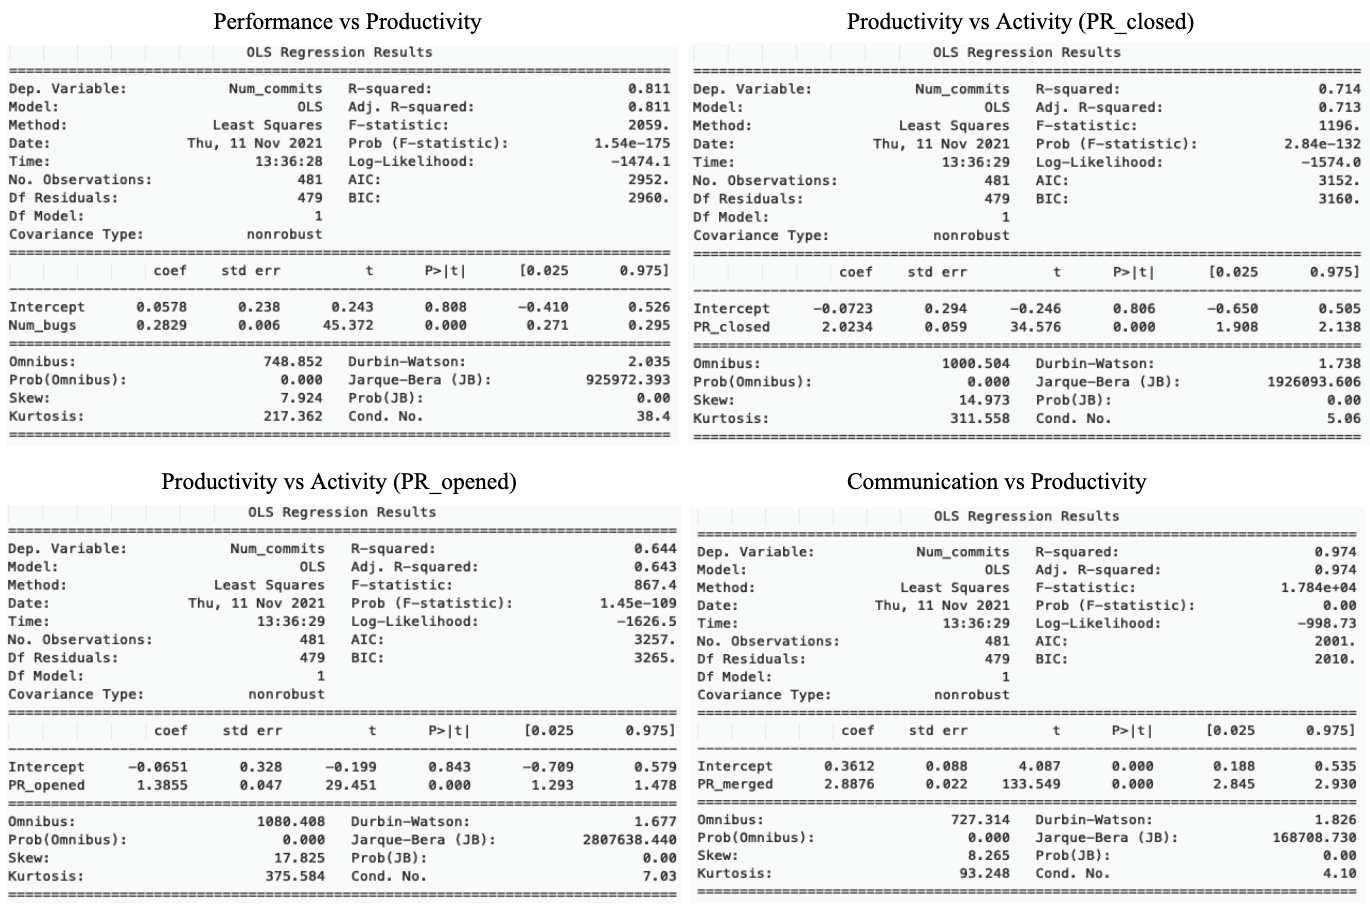 Performance vs Productivity
OLS Regression Results
Dep. Variable: Num_commits R-squared: 0.811
Model: OLS Adj. R-squared: 0.811
Method: Least Squares F-statistic: 2059.
Date: Thu, 11 Nov 2021 Prob (F-statistic): 1.54e-175
Time: 13:36:28 Log-Likelihood: -1474.1
No. Observations: 481 AIC: 2952.
Df Residuals: 479 BIC: 2960.
Df Model: 1
Covariance Type: nonrobust
coef std err t P>|t| [0.025 0.975]
Intercept 0.0578 0.238 0.243 0.808 -0.410 0.526
Num_bugs 0.2829 0.006 45.372 0.000 0.271 0.295
Omnibus: 748.852 Durbin-Watson: 2.035
Prob(Omnibus): 0.000 Jarque-Bera (JB): 925972.393
Skew: 7.924 Prob(JB): 0.00
Kurtosis: 217.362 Cond. No. 38.4
Productivity vs Activity (PR_closed)
OLS Regression Results
Dep. Variable: Num_commits R-squared: 0.714
Model: OLS Adj. R-squared: 0.713
Method: Least Squares F-statistic: 1196.
Date: Thu, 11 Nov 2021 Prob (F-statistic): 2.84e-132
Time: 13:36:29 Log-Likelihood: -1574.0
No. Observations: 481 AIC: 3152.
Df Residuals: 479 BIC: 3160.
Df Model: 1
Covariance Type: nonrobust
coef std err t P>|t| [0.025 0.975]
Intercept -0.0723 0.294 -0.246 0.806 -0.650 0.505
PR_closed 2.0234 0.059 34.576 0.000 1.908 2.138
Omnibus: 1000.504 Durbin-Watson: 1.738
Prob(Omnibus): 0.000 Jarque-Bera (JB): 1926093.606
Skew: 14.973 Prob(JB): 0.00
Kurtosis: 311.558 Cond. No. 5.06
Productivity vs Activity (PR_opened)
OLS Regression Results
Dep. Variable: Num_commits R-squared: 0.644
Model: OLS Adj. R-squared: 0.643
Method: Least Squares F-statistic: 867.4
Date: Thu, 11 Nov 2021 Prob (F-statistic): 1.45e-109
Time: 13:36:29 Log-Likelihood: -1626.5
No. Observations: 481 AIC: 3257.
Df Residuals: 479 BIC: 3265.
Df Model: 1
Covariance Type: nonrobust
coef std err t P>|t| [0.025 0.975]
Intercept -0.0651 0.328 -0.199 0.843 -0.709 0.579
PR_opened 1.3855 0.047 29.451 0.000 1.293 1.478
Omnibus: 1080.408 Durbin-Watson: 1.677
Prob(Omnibus): 0.000 Jarque-Bera (JB): 2807638.440
Skew: 17.825 Prob(JB): 0.00
Kurtosis: 375.584 Cond. No. 7.03
Communication vs Productivity
OLS Regression Results
Dep. Variable: Num_commits R-squared: 0.974
Model: OLS Adj. R-squared: 0.974
Method: Least Squares F-statistic: 1.784e+04
Date: Thu, 11 Nov 2021 Prob (F-statistic): 0.00
Time: 13:36:29 Log-Likelihood: -998.73
No. Observations: 481 AIC: 2001.
Df Residuals: 479 BIC: 2010.
Df Model: 1
Covariance Type: nonrobust
coef std err t P>|t| [0.025 0.975]
Intercept 0.3612 0.088 4.087 0.000 0.188 0.535
PR_merged 2.8876 0.022 133.549 0.000 2.845 2.930
Omnibus: 727.314 Durbin-Watson: 1.826
Prob(Omnibus): 0.000 Jarque-Bera (JB): 168708.730
Skew: 8.265 Prob(JB): 0.00
Kurtosis: 93.248 Cond. No. 4.10